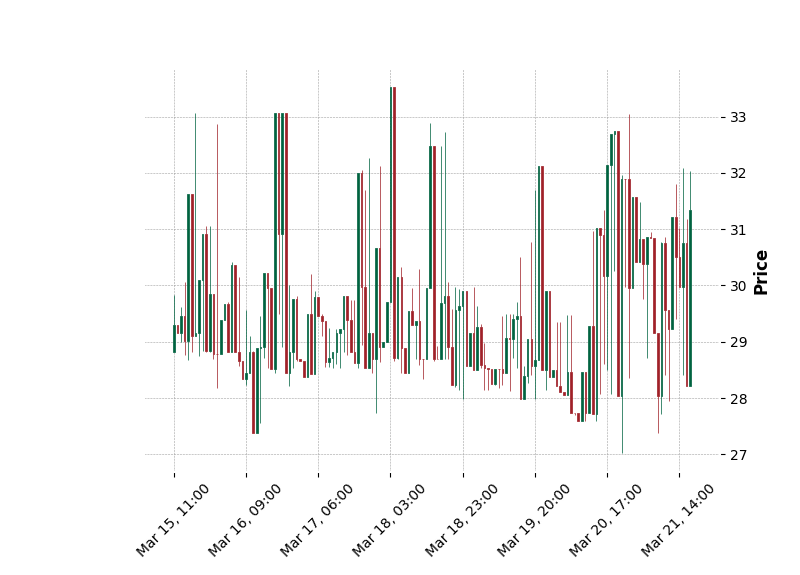 33
32
31
30
29
28
27
Price
Mar 15, 11:00
Mar 16, 09:00
Mar 17, 06:00
Mar 18, 03:00
Mar 18, 23:00
Mar 19, 20:00
Mar 20, 17:00
Mar 21, 14:00